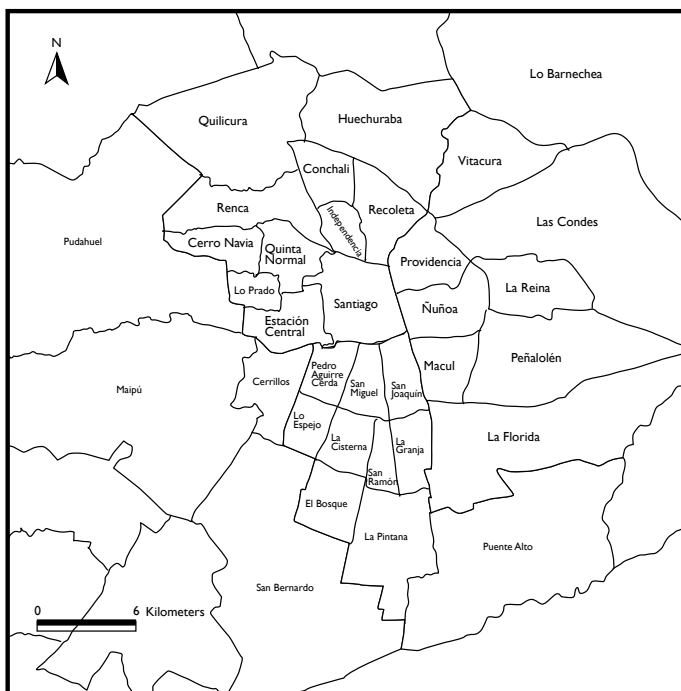 N
Lo Barnechea
Quilicura
Huechuraba
Vitacura
Conchali
Renca
Independencia
Recoleta
Las Condes
Pudahuel
Cerro Navia
Quinta
Normal
Providencia
Lo Prado
La Reina
Santiago
Ñuñoa
Estación
Central
Pedro
Aguirre
Cerda
Macul
Peñalolén
Maipú
Cerrillos
San
Miguel
San
Joaquín
Lo
Espejo
La
Cisterna
La
Granja
La Florida
San
Ramón
El Bosque
La Pintana
Puente Alto
San Bernardo
0 6 Kilometers